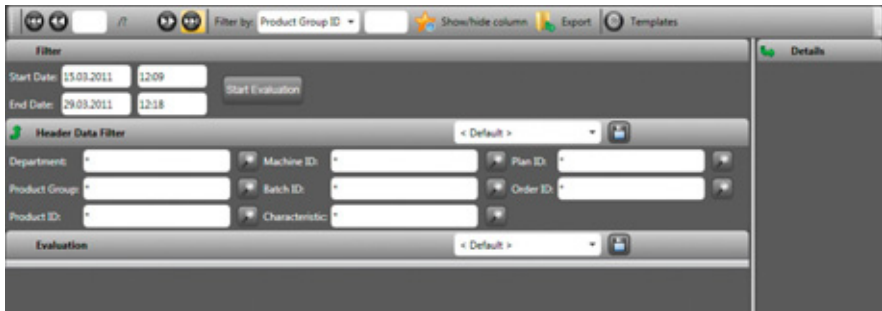 /? Filter by: Product Group ID Show/hide column Export Templates
Filter
Details
Start Date: 15.03.2011 12:09
Start Evaluation
End Date: 29.03.2011 12:18
Header Data Filter < Default >
Department: * Machine ID: * Plan ID: *
Product Group: * Batch ID: * Order ID: *
Product ID: * Characteristic: *
Evaluation < Default >